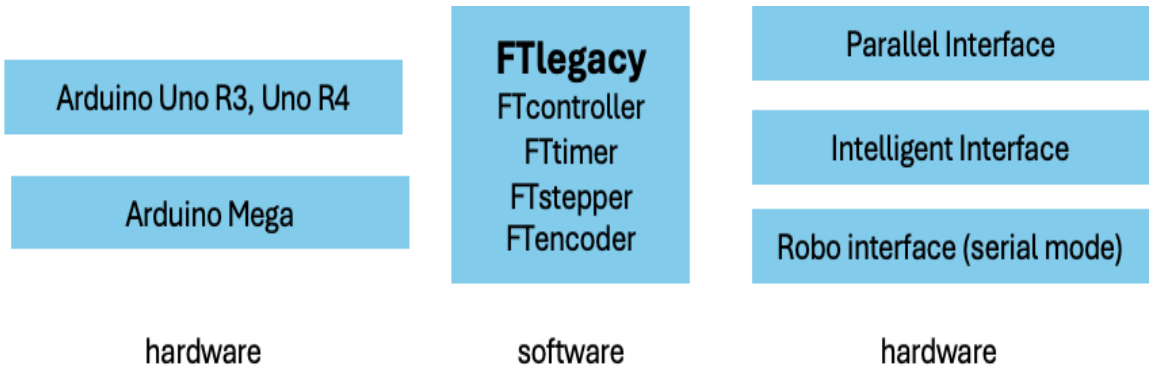 Arduino Uno R3, Uno R4
Arduino Mega
hardware
FTlegacy
FTcontroller
FTtimer
FTstepper
FTencoder
software
Parallel Interface
Intelligent Interface
Robo interface (serial mode)
hardware